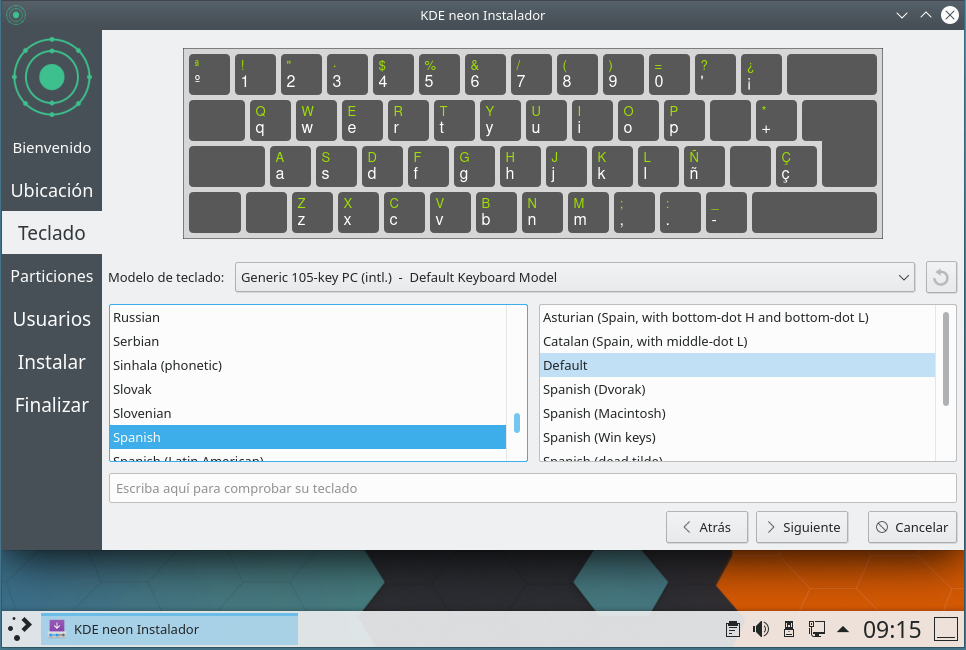 KDE neon Instalador
ª ! " · $ % & / ( ) = ? ¿
º 1 2 3 4 5 6 7 8 9 0 ' ¡
Q W E R T Y U I O P *
q w e r t y u i o p +
A S D F G H J K L Ñ Ç
a s d f g h j k l ñ ç
Z X C V B N M ; : _
z x c v b n m , . -
Bienvenido
Ubicación
Teclado
Particiones
Usuarios
Instalar
Finalizar
Modelo de teclado: Generic 105-key PC (intl.) - Default Keyboard Model
Russian
Serbian
Sinhala (phonetic)
Slovak
Slovenian
Spanish
Spanish (Latin American)
Asturian (Spain, with bottom-dot H and bottom-dot L)
Catalan (Spain, with middle-dot L)
Default
Spanish (Dvorak)
Spanish (Macintosh)
Spanish (Win keys)
Spanish (dead tilde)
Escriba aquí para comprobar su teclado
Atrás
Siguiente
Cancelar
KDE neon Instalador
09:15